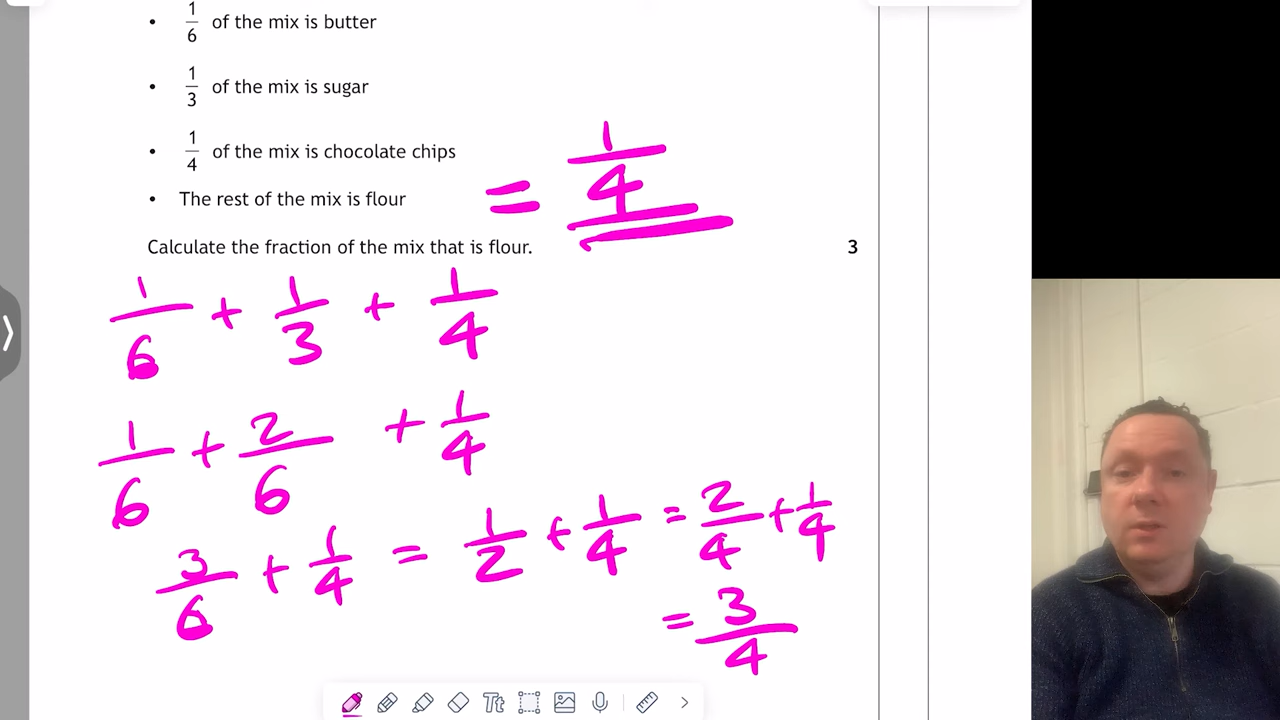 • 1/6 of the mix is butter
• 1/3 of the mix is sugar
• 1/4 of the mix is chocolate chips
• The rest of the mix is flour = 1/4
Calculate the fraction of the mix that is flour. 3
1/6 + 1/3 + 1/4
1/6 + 2/6 + 1/4
3/6 + 1/4 = 1/2 + 1/4 = 2/4 + 1/4
= 3/4
Tt